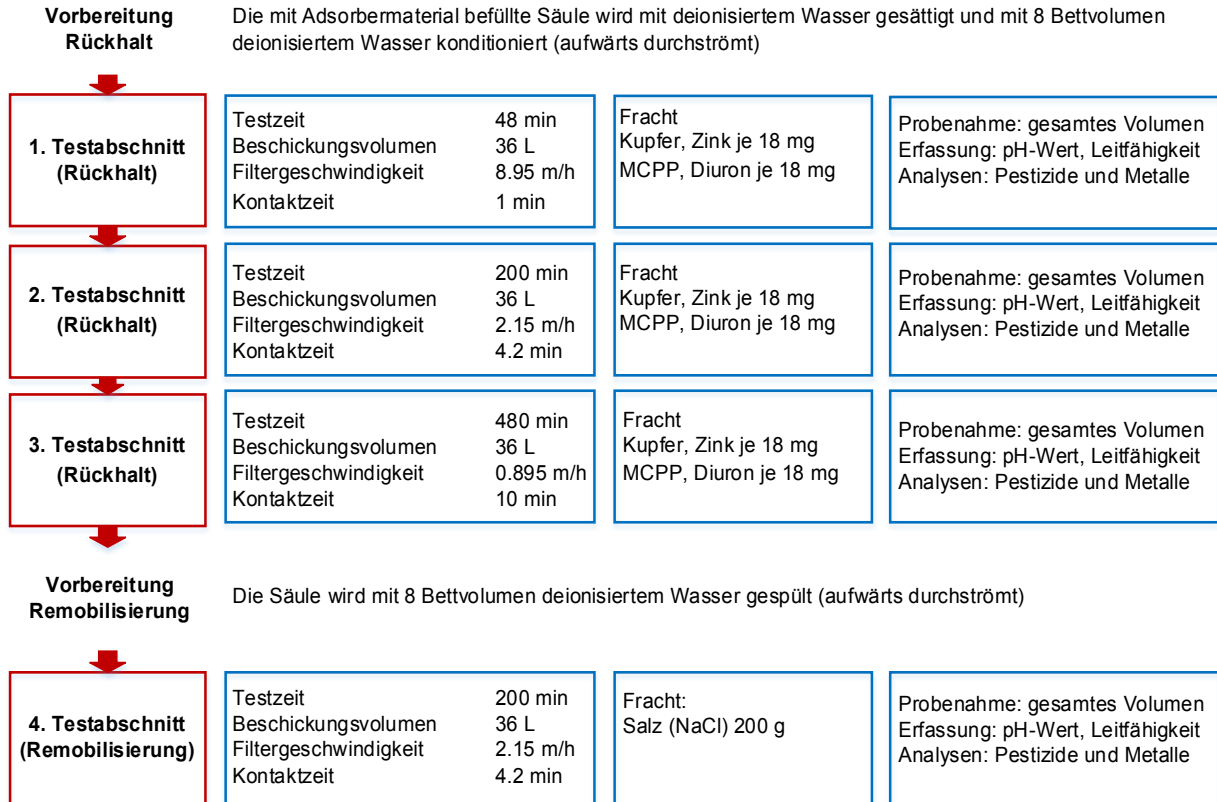 Vorbereitung
Rückhalt
Die mit Adsorbermaterial befüllte Säule wird mit deionisiertem Wasser gesättigt und mit 8 Bettvolumen
deionisiertem Wasser konditioniert (aufwärts durchströmt)
1. Testabschnitt
(Rückhalt)
Testzeit 48 min
Beschickungsvolumen 36 L
Filtergeschwindigkeit 8.95 m/h
Kontaktzeit 1 min
Fracht
Kupfer, Zink je 18 mg
MCPP, Diuron je 18 mg
Probenahme: gesamtes Volumen
Erfassung: pH-Wert, Leitfähigkeit
Analysen: Pestizide und Metalle
2. Testabschnitt
(Rückhalt)
Testzeit 200 min
Beschickungsvolumen 36 L
Filtergeschwindigkeit 2.15 m/h
Kontaktzeit 4.2 min
Fracht
Kupfer, Zink je 18 mg
MCPP, Diuron je 18 mg
Probenahme: gesamtes Volumen
Erfassung: pH-Wert, Leitfähigkeit
Analysen: Pestizide und Metalle
3. Testabschnitt
(Rückhalt)
Testzeit 480 min
Beschickungsvolumen 36 L
Filtergeschwindigkeit 0.895 m/h
Kontaktzeit 10 min
Fracht
Kupfer, Zink je 18 mg
MCPP, Diuron je 18 mg
Probenahme: gesamtes Volumen
Erfassung: pH-Wert, Leitfähigkeit
Analysen: Pestizide und Metalle
Vorbereitung
Remobilisierung
Die Säule wird mit 8 Bettvolumen deionisiertem Wasser gespült (aufwärts durchströmt)
4. Testabschnitt
(Remobilisierung)
Testzeit 200 min
Beschickungsvolumen 36 L
Filtergeschwindigkeit 2.15 m/h
Kontaktzeit 4.2 min
Fracht:
Salz (NaCl) 200 g
Probenahme: gesamtes Volumen
Erfassung: pH-Wert, Leitfähigkeit
Analysen: Pestizide und Metalle